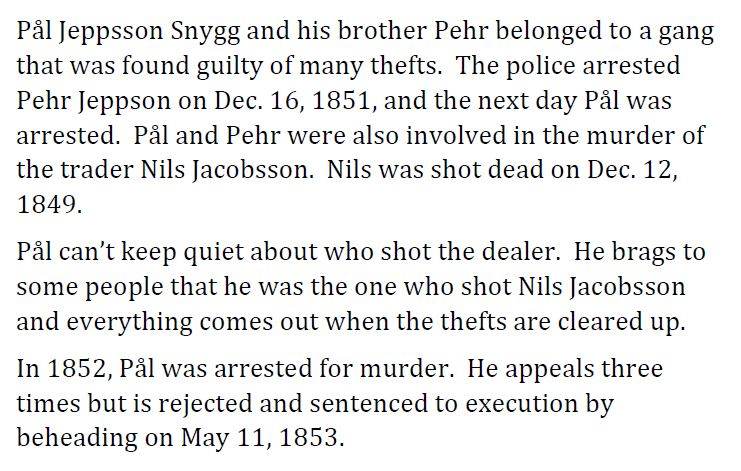 Pål Jeppsson Snygg and his brother Pehr belonged to a gang
that was found guilty of many thefts.  The police arrested
Pehr Jeppson on Dec. 16, 1851, and the next day Pål was
arrested.  Pål and Pehr were also involved in the murder of
the trader Nils Jacobsson.  Nils was shot dead on Dec. 12,
1849.
Pål can’t keep quiet about who shot the dealer.  He brags to
some people that he was the one who shot Nils Jacobsson
and everything comes out when the thefts are cleared up.
In 1852, Pål was arrested for murder.  He appeals three
times but is rejected and sentenced to execution by
beheading on May 11, 1853.